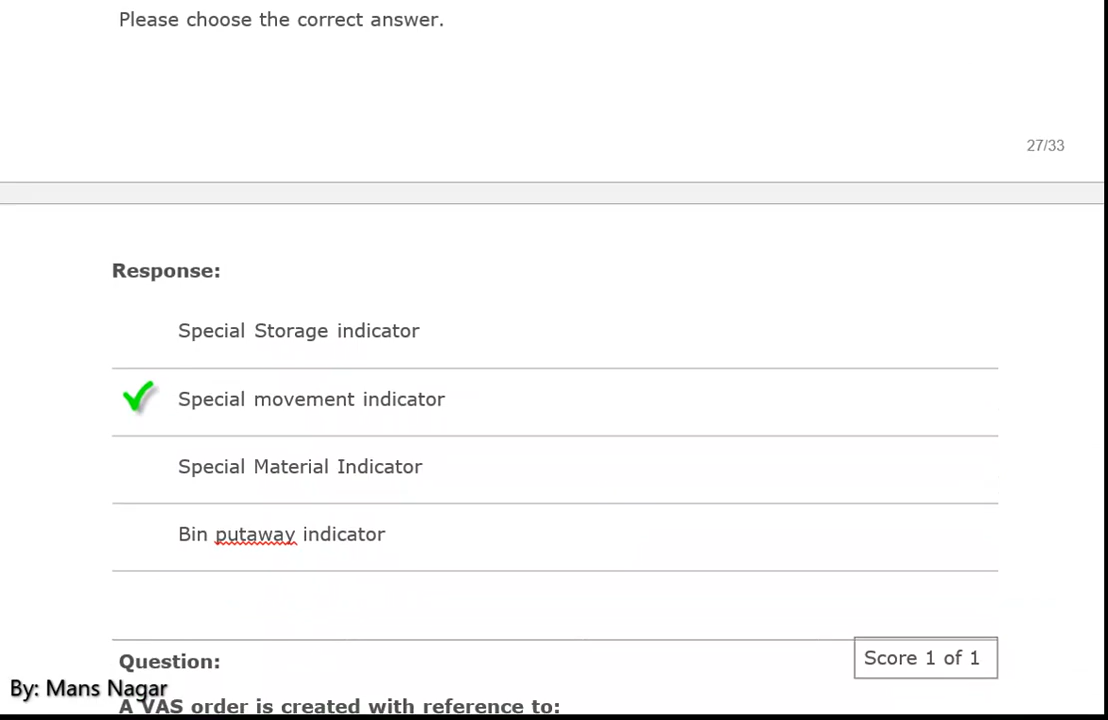 Please choose the correct answer.
27/33
Response:
Special Storage indicator
Special movement indicator
Special Material Indicator
Bin putaway indicator
Question:
Score 1 of 1
By: Mans Nagar
A VAS order is created with reference to: